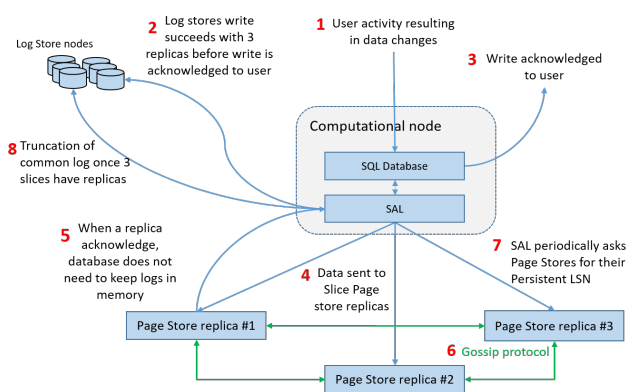 1 User activity resulting
in data changes
2 Log stores write
succeeds with 3
replicas before write is
acknowledged to user
3 Write acknowledged
to user
Log Store nodes
Computational node
SQL Database
SAL
8 Truncation of
common log once 3
slices have replicas
5 When a replica
acknowledge,
database does not
need to keep logs in
memory
4 Data sent to
Slice Page
store replicas
7 SAL periodically asks
Page Stores for their
Persistent LSN
Page Store replica #1
Page Store replica #3
6 Gossip protocol
Page Store replica #2